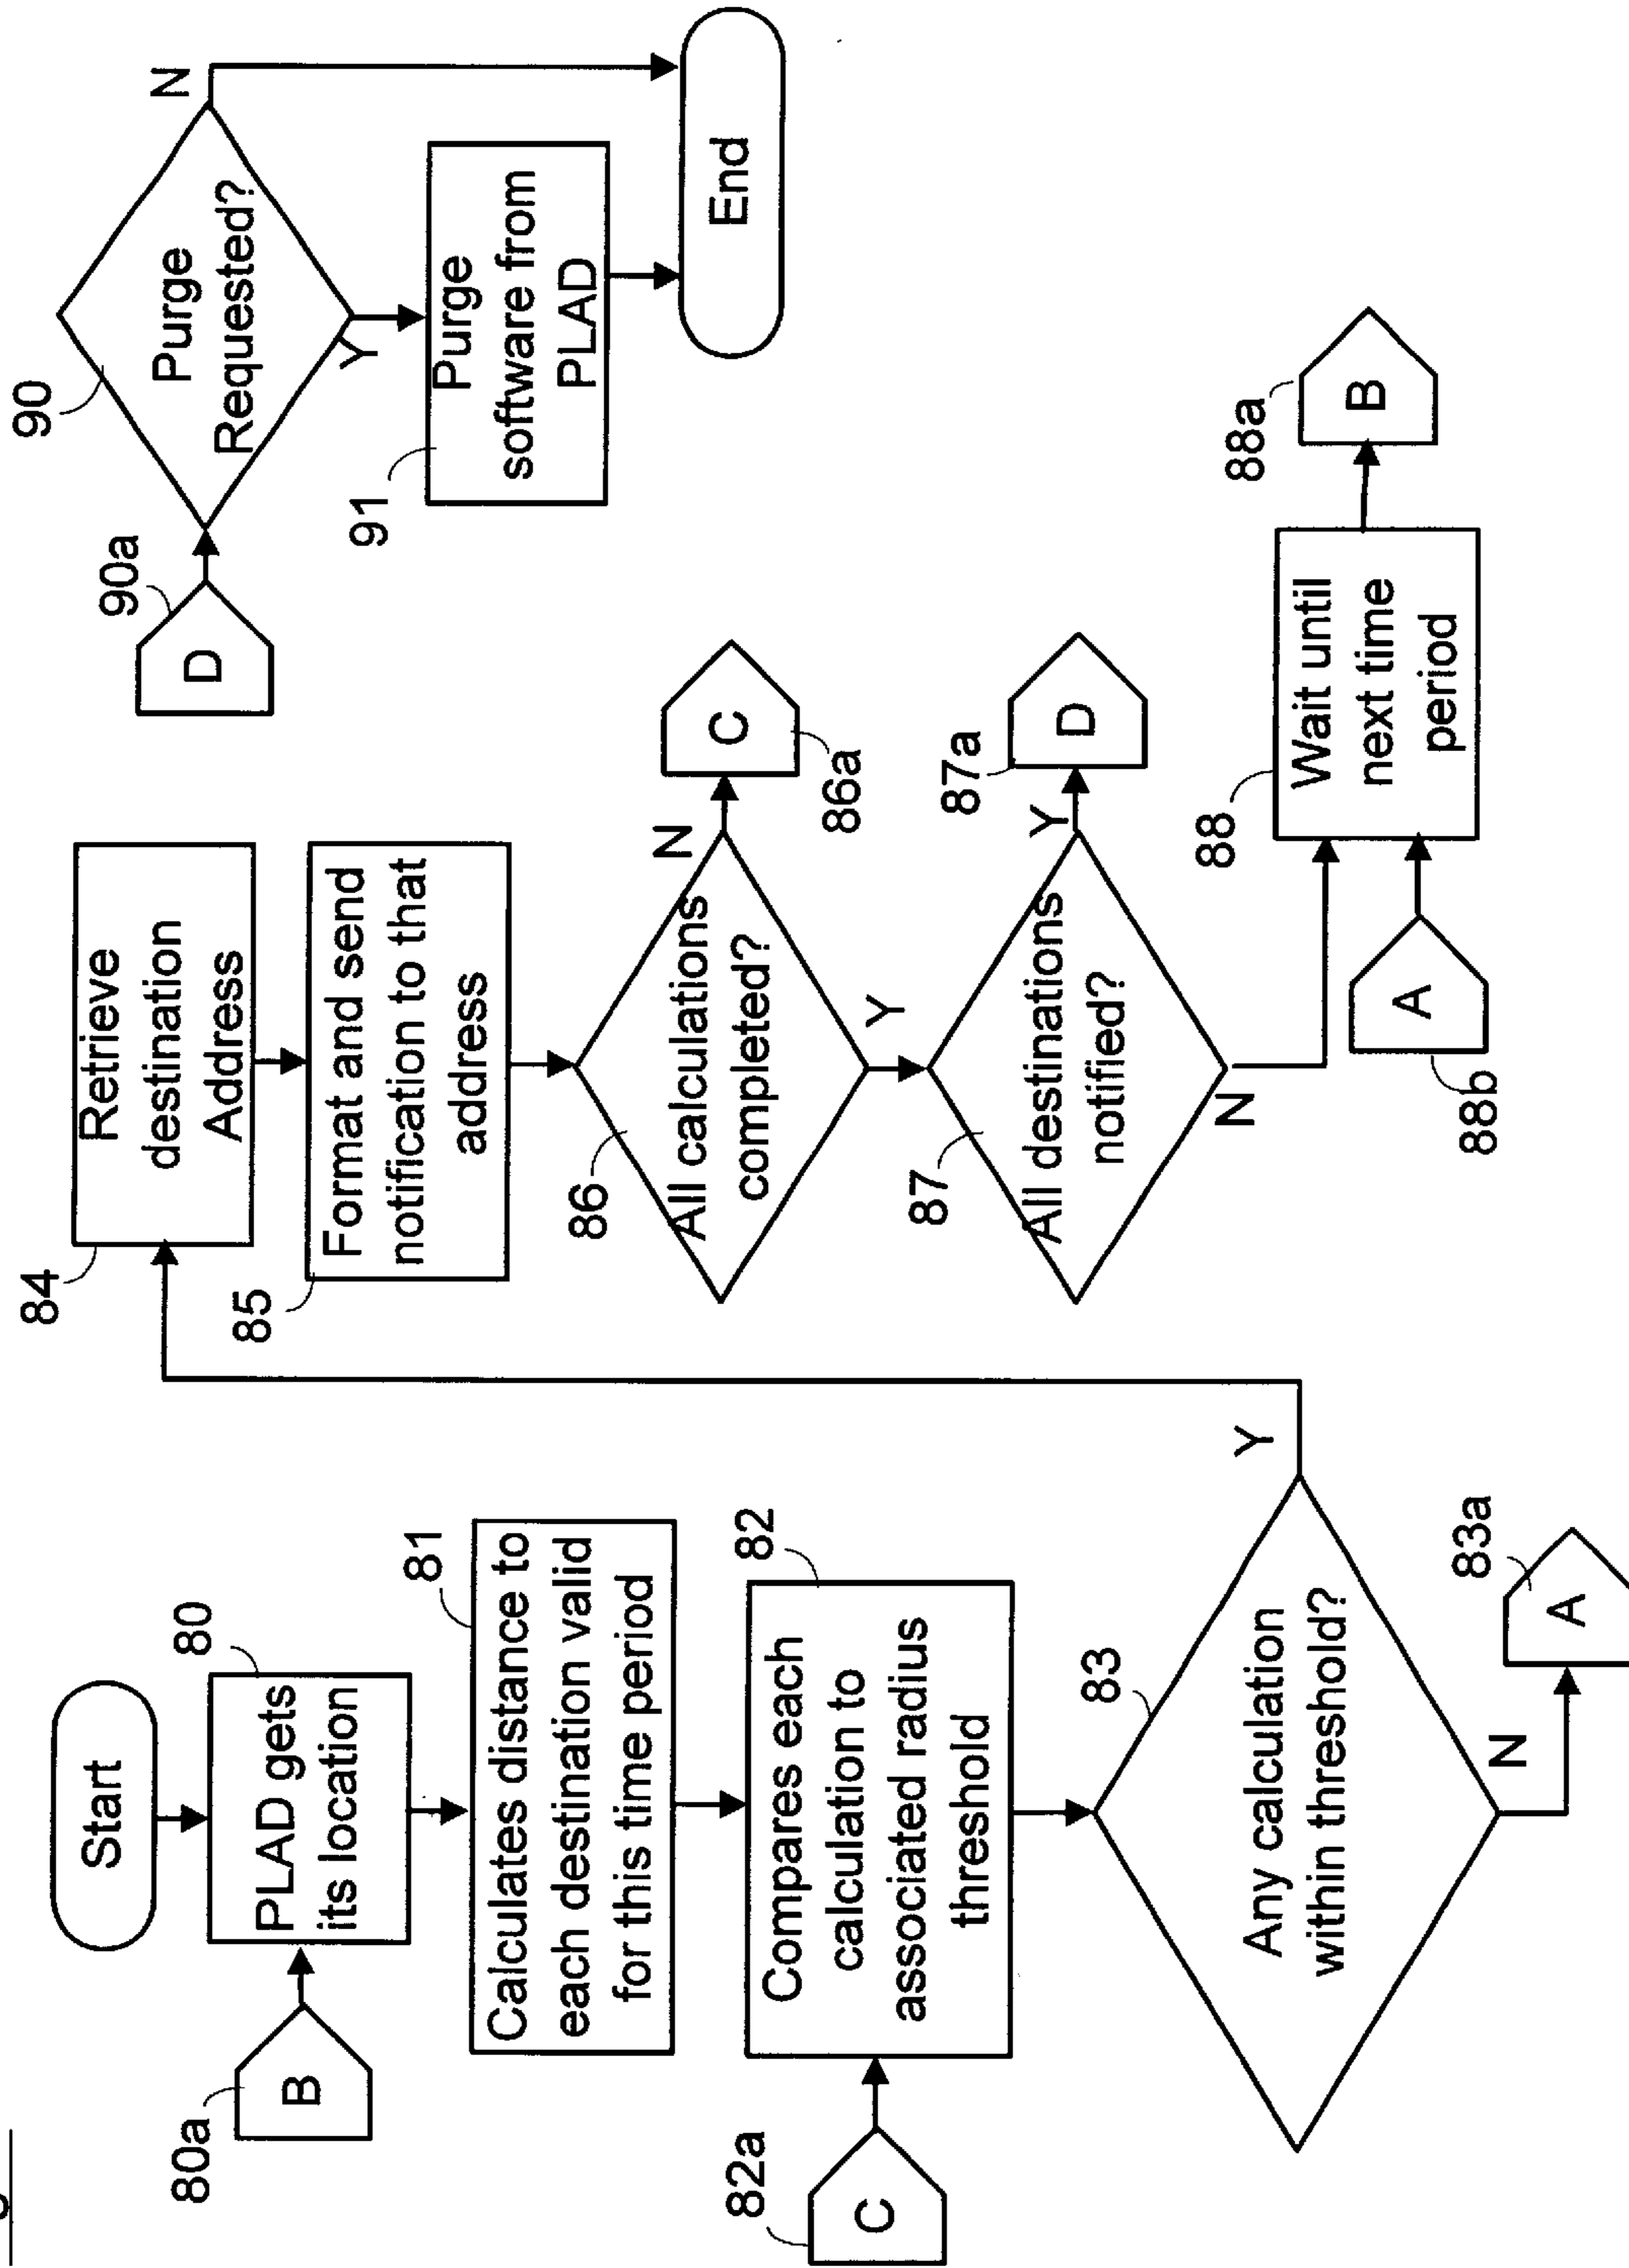 Start
80
PLAD gets
its location
80a
B
81
Calculates distance to
each destination valid
for this time period
82
Compares each
calculation to
associated radius
threshold
82a
C
83
Any calculation
within threshold?
Y
N
83a
A
84
Retrieve
destination
Address
85
Format and send
notification to that
address
86
All calculations
completed?
N
C
86a
Y
87
All destinations
notified?
Y
87a
D
N
88
Wait until
next time
period
88a
B
A
88b
90a
D
90
Purge
Requested?
N
Y
91
Purge
software from
PLAD
End